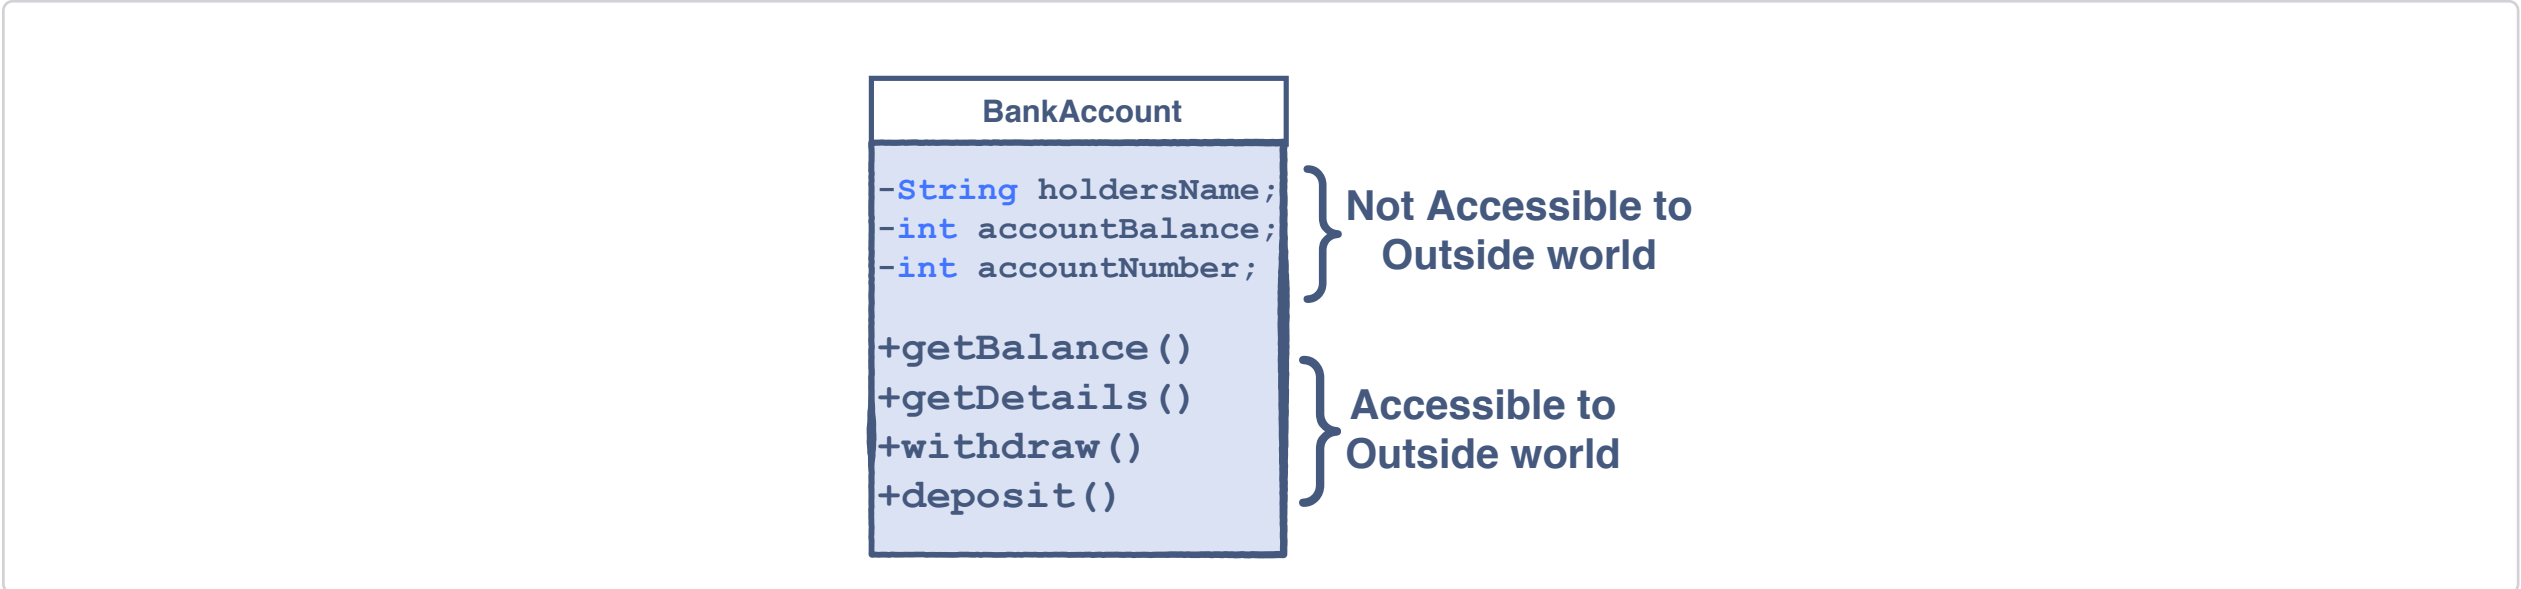 BankAccount
-String holdersName;
-int accountBalance;
-int accountNumber;
Not Accessible to
Outside world
+getBalance()
+getDetails()
+withdraw()
+deposit()
Accessible to
Outside world